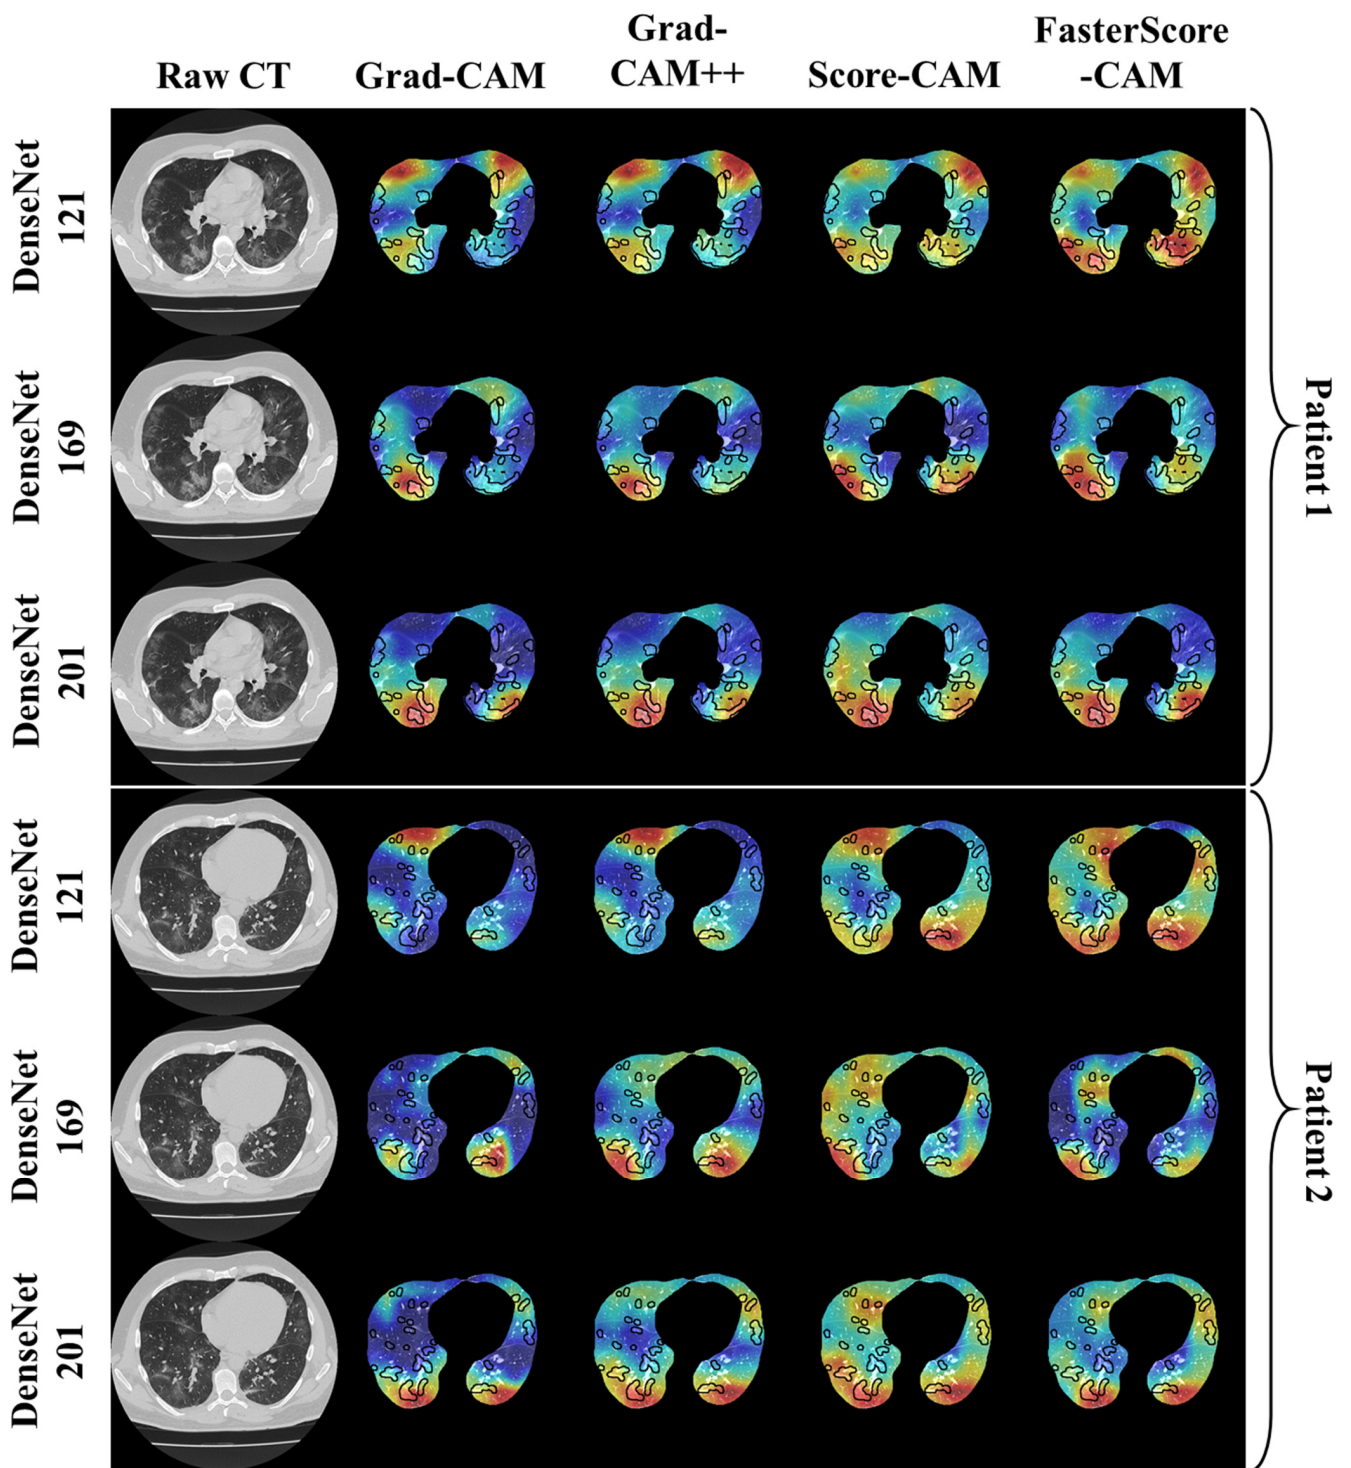 Raw CT
Grad-CAM
Grad-
CAM++
Score-CAM
FasterScore
-CAM
DenseNet
121
DenseNet
169
DenseNet
201
Patient 1
DenseNet
121
DenseNet
169
DenseNet
201
Patient 2